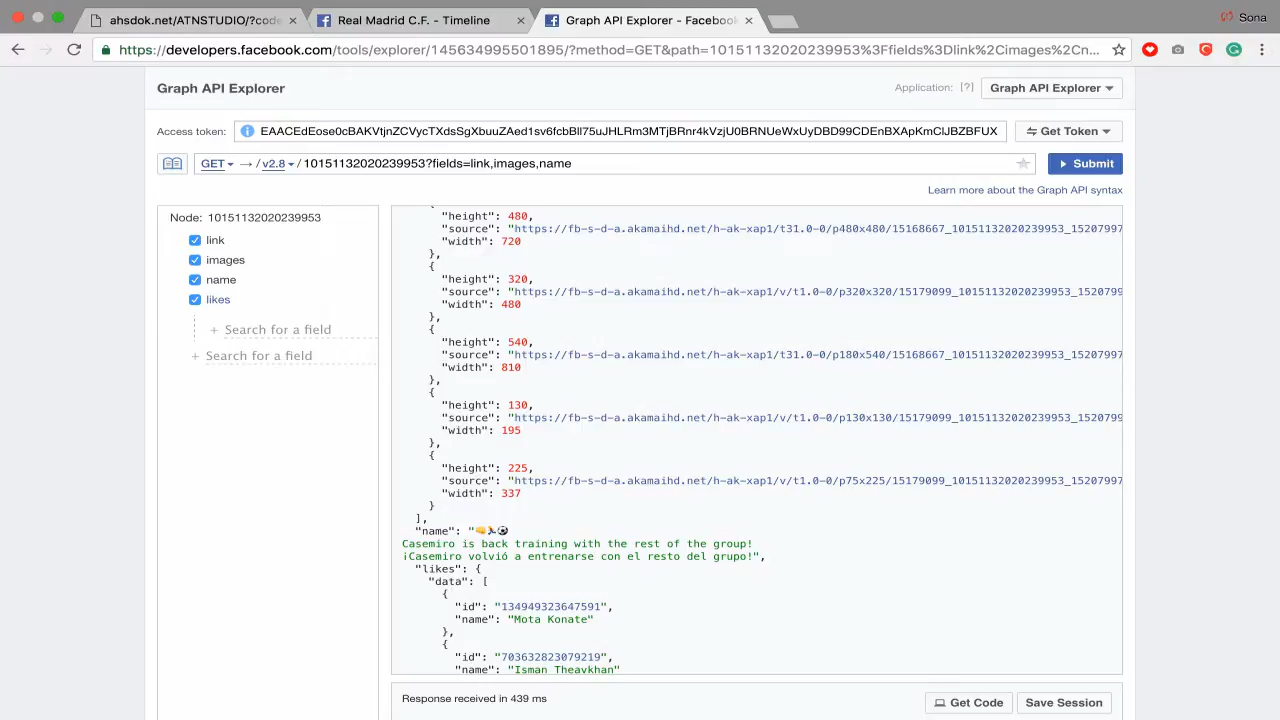 ahsdok.net/ATNSTUDIO/?code
Real Madrid C.F. - Timeline
Graph API Explorer - Facebook
Sona
https://developers.facebook.com/tools/explorer/145634995501895/?method=GET&path=10151132020239953%3Ffields%3Dlink%2Cimages%2Cn...
Graph API Explorer
Application: [?] Graph API Explorer
Access token:
Get Token
GET → / v2.8 / 10151132020239953?fields=link,images,name
Submit
Learn more about the Graph API syntax
Node: 10151132020239953
link
images
name
likes
+ Search for a field
+ Search for a field
{
"height": 480,
"source": "https://fb-s-d-a.akamaihd.net/h-ak-xap1/t31.0-0/p480x480/15168667_10151132020239953_15207997
"width": 720
},
{
"height": 320,
"source": "https://fb-s-d-a.akamaihd.net/h-ak-xap1/v/t1.0-0/p320x320/15179099_10151132020239953_1520799
"width": 480
},
{
"height": 540,
"source": "https://fb-s-d-a.akamaihd.net/h-ak-xap1/t31.0-0/p180x540/15168667_10151132020239953_15207997
"width": 810
},
{
"height": 130,
"source": "https://fb-s-d-a.akamaihd.net/h-ak-xap1/v/t1.0-0/p130x130/15179099_10151132020239953_1520799
"width": 195
},
{
"height": 225,
"source": "https://fb-s-d-a.akamaihd.net/h-ak-xap1/v/t1.0-0/p75x225/15179099_10151132020239953_15207997
"width": 337
}
],
"name": "👊🏃⚽
Casemiro is back training with the rest of the group!
¡Casemiro volvió a entrenarse con el resto del grupo!",
"likes": {
"data": [
{
"id": "134949323647591",
"name": "Mota Konate"
},
{
"id": "703632823079219",
"name": "Isman Theavkhan"
Response received in 439 ms
Get Code
Save Session